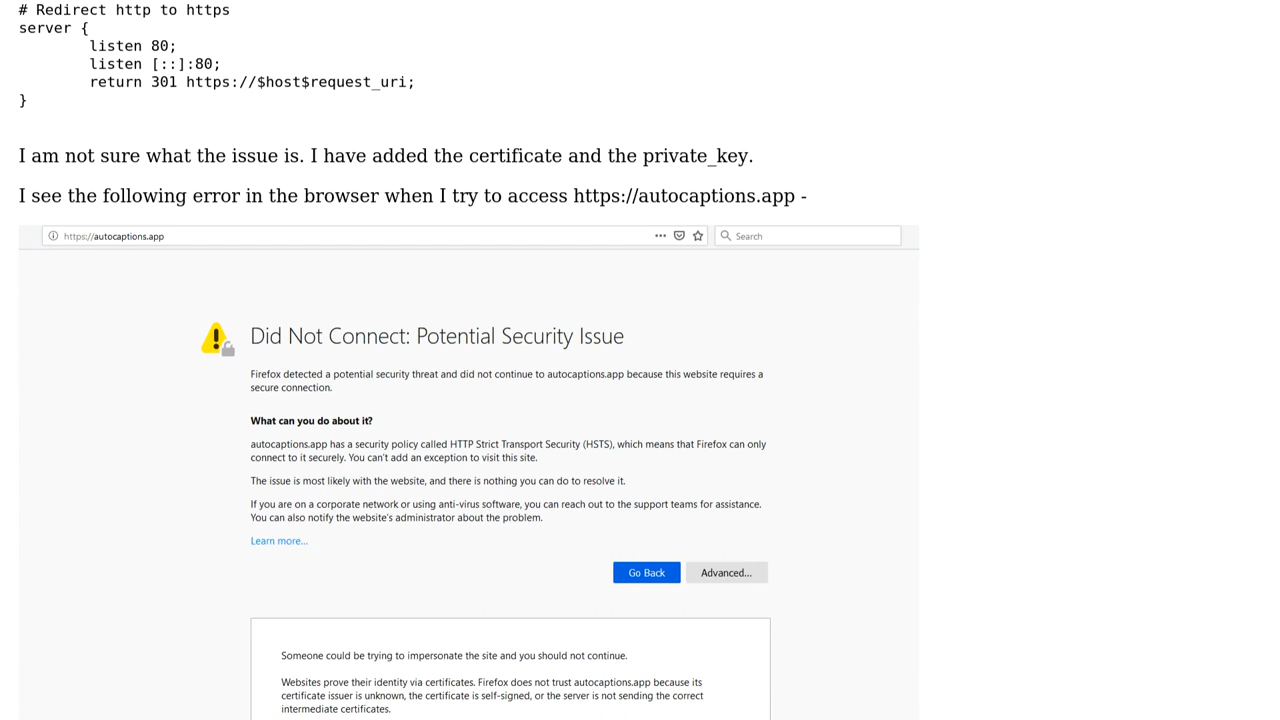 # Redirect http to https
server {
        listen 80;
        listen [::]:80;
        return 301 https://$host$request_uri;
}
I am not sure what the issue is. I have added the certificate and the private_key.
I see the following error in the browser when I try to access https://autocaptions.app -
https://autocaptions.app
Search
Did Not Connect: Potential Security Issue
Firefox detected a potential security threat and did not continue to autocaptions.app because this website requires a
secure connection.
What can you do about it?
autocaptions.app has a security policy called HTTP Strict Transport Security (HSTS), which means that Firefox can only
connect to it securely. You can't add an exception to visit this site.
The issue is most likely with the website, and there is nothing you can do to resolve it.
If you are on a corporate network or using anti-virus software, you can reach out to the support teams for assistance.
You can also notify the website's administrator about the problem.
Learn more...
Go Back
Advanced...
Someone could be trying to impersonate the site and you should not continue.
Websites prove their identity via certificates. Firefox does not trust autocaptions.app because its
certificate issuer is unknown, the certificate is self-signed, or the server is not sending the correct
intermediate certificates.